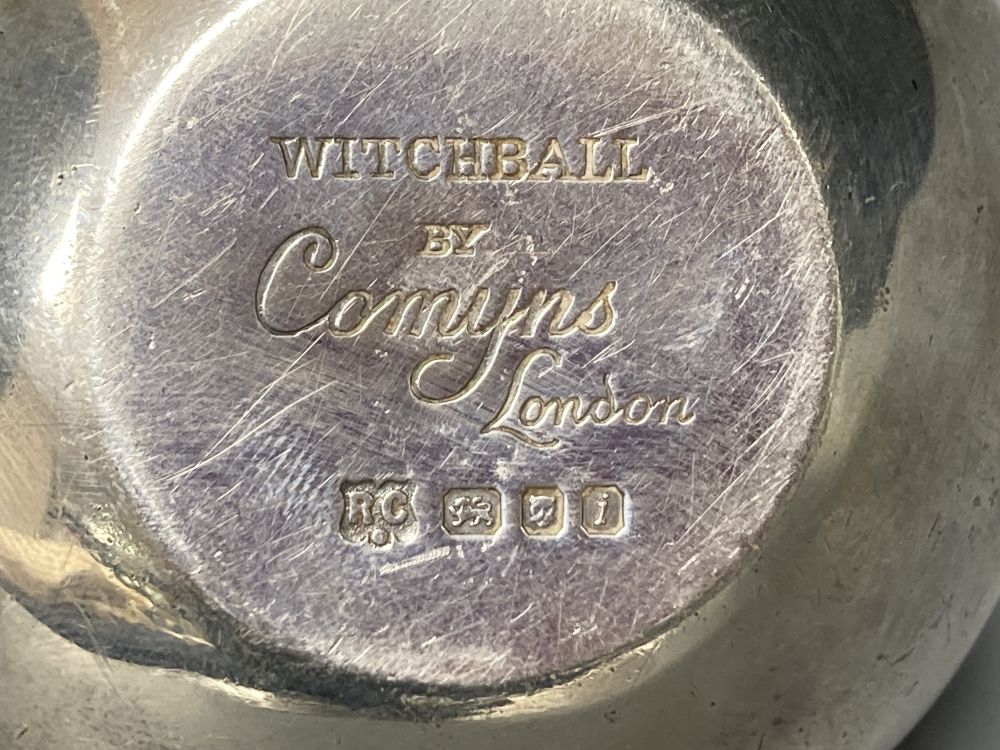 WITCHBALL
BY
Comyns
London
RC i